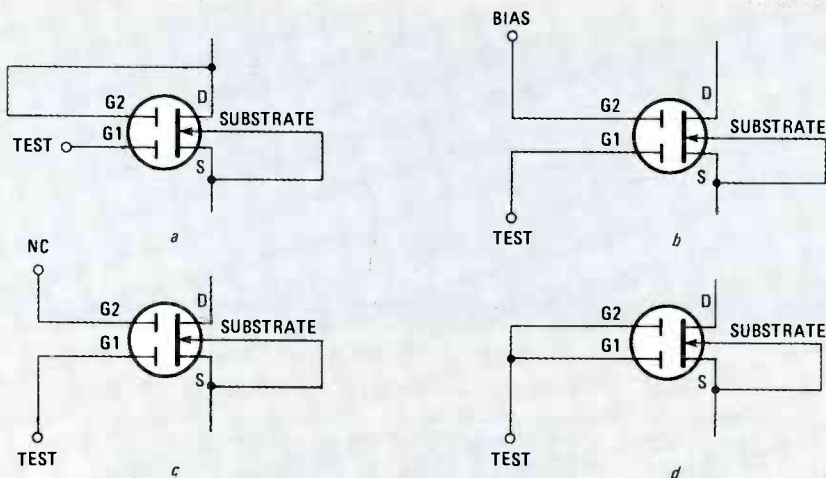 D
G2
SUBSTRATE
G1
TEST
S
a
BIAS
D
G2
SUBSTRATE
G1
S
TEST
b
NC
D
G2
SUBSTRATE
G1
S
TEST
c
D
G2
SUBSTRATE
G1
S
TEST
d